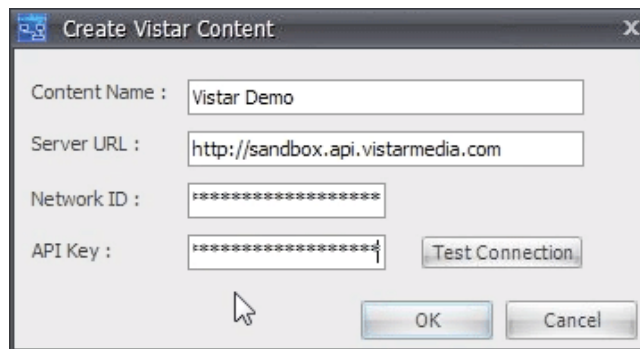 Create Vistar Content
x
Content Name : Vistar Demo
Server URL : http://sandbox.api.vistarmedia.com
Network ID : *******************
API Key : *******************
Test Connection
OK Cancel